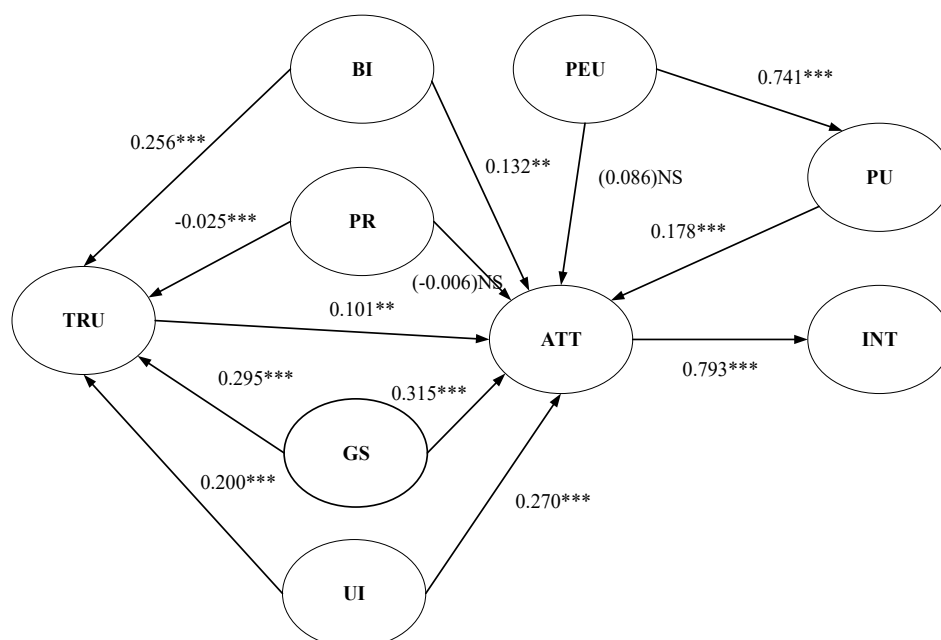 BI
PEU
0.741***
0.256***
0.132**
(0.086)NS
PU
PR
-0.025***
0.178***
(-0.006)NS
TRU
0.101**
ATT
INT
0.793***
0.295***
0.315***
GS
0.200***
0.270***
UI